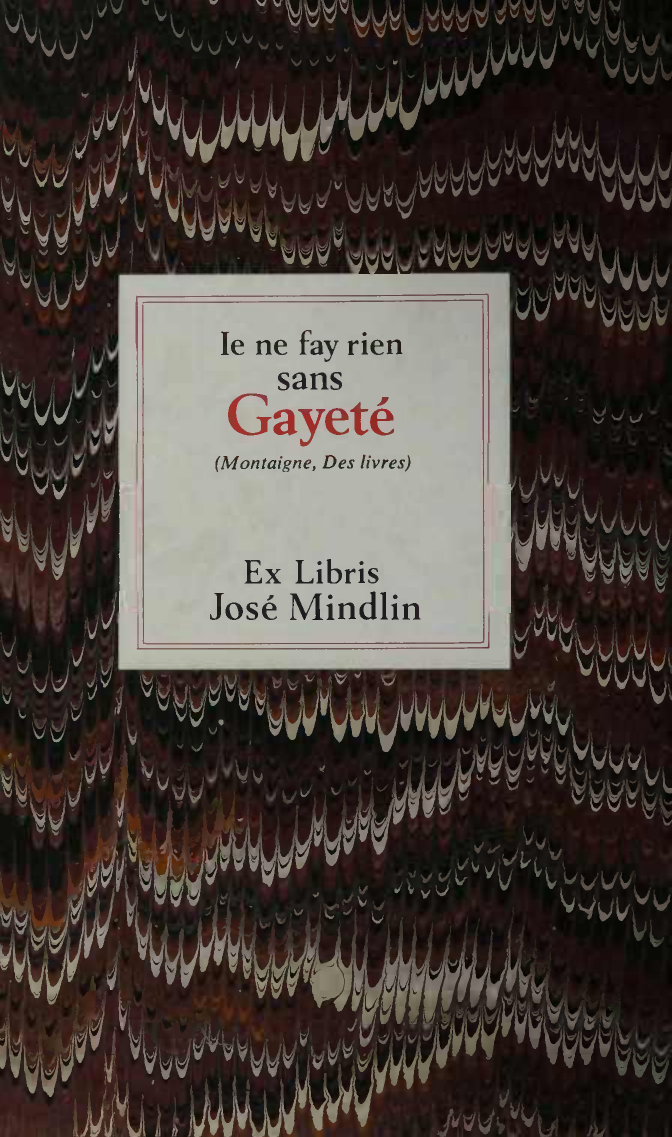 Ie ne fay rien
sans
Gayeté
(Montaigne, Des livres)
Ex Libris
José Mindlin